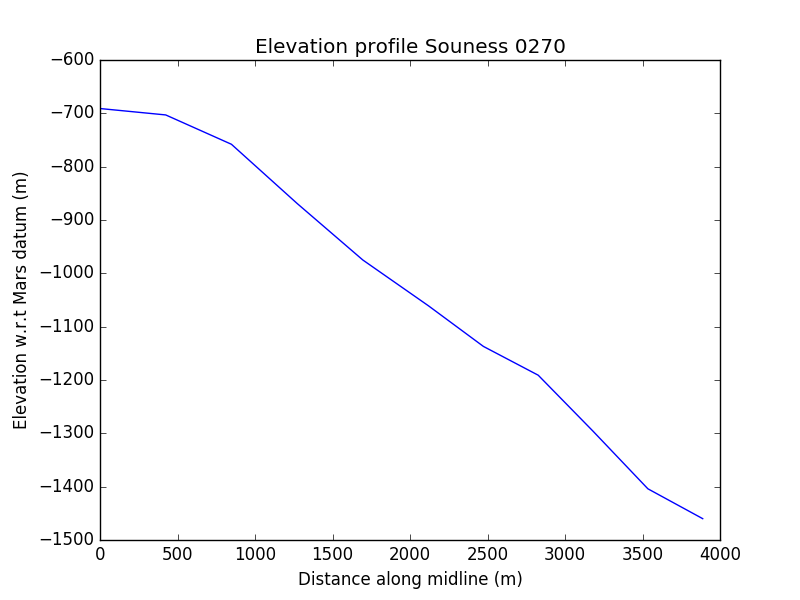 Elevation profile Souness 0270
Elevation w.r.t Mars datum (m)
−600
−700
−800
−900
−1000
−1100
−1200
−1300
−1400
−1500
0 500 1000 1500 2000 2500 3000 3500 4000
Distance along midline (m)